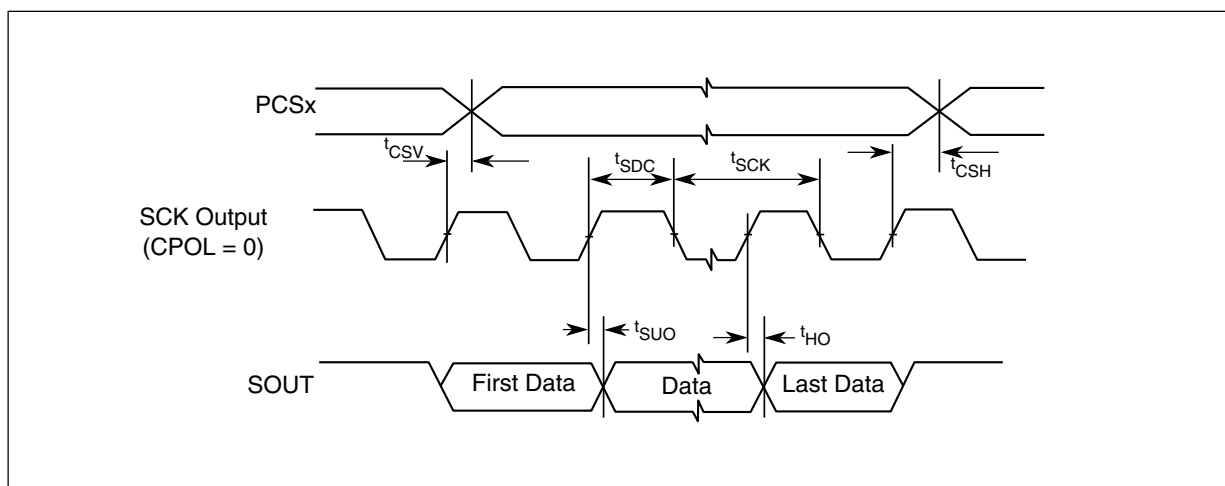 PCSx
tCSV
tSDC
tSCK
tCSH
SCK Output
(CPOL = 0)
tSUO
tHO
SOUT
First Data
Data
Last Data